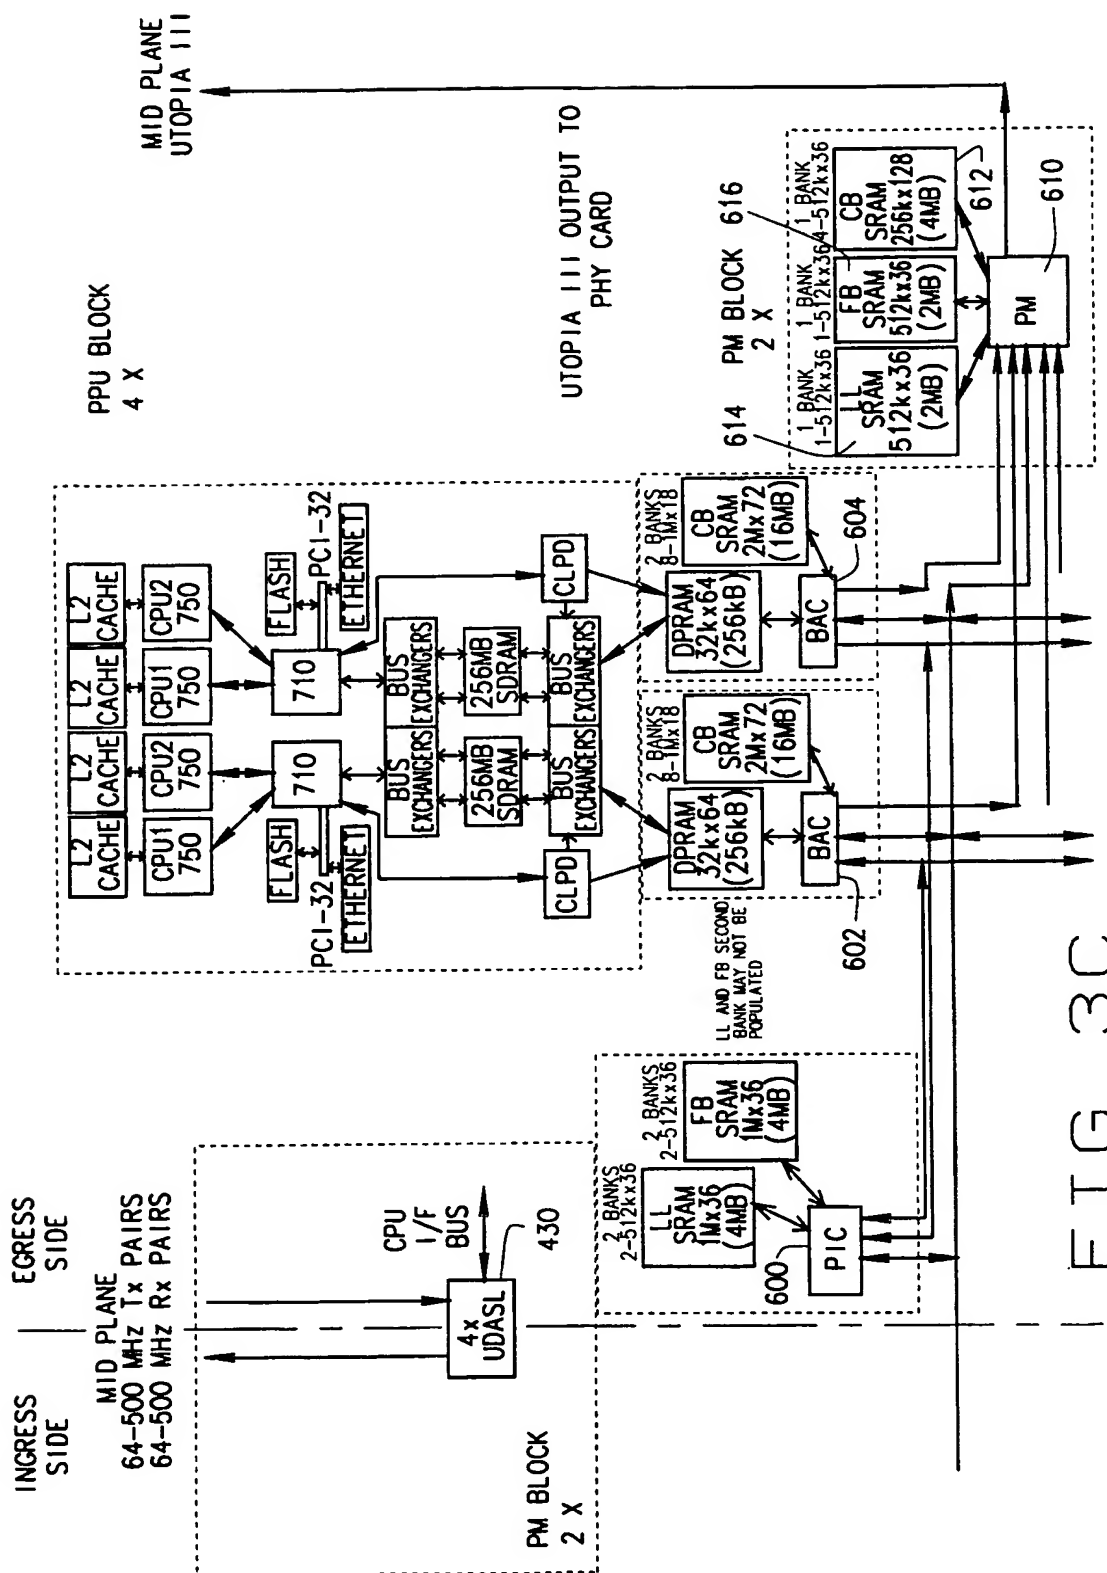 INGRESS
SIDE
EGRESS
SIDE
MID PLANE
64-500 MHz Tx PAIRS
64-500 MHz Rx PAIRS
PM BLOCK
2 X
4x
UDASL
CPU
I/F
BUS
430
2 BANKS
2-512kx36
LL
SRAM
1Mx36
(4MB)
2 BANKS
2-512kx36
FB
SRAM
1Mx36
(4MB)
600
PIC
LL AND FB SECOND
BANK MAY NOT BE
POPULATED
PPU BLOCK
4 X
L2
CACHE
L2
CACHE
L2
CACHE
L2
CACHE
CPU1
750
CPU2
750
CPU1
750
CPU2
750
FLASH
PCI-32
ETHERNET
710
710
FLASH
PCI-32
ETHERNET
BUS
EXCHANGERS
BUS
EXCHANGERS
256MB
SDRAM
256MB
SDRAM
CLPD
BUS
EXCHANGERS
BUS
EXCHANGERS
CLPD
DPRAM
32kx64
(256kB)
2 BANKS
8-1Mx18
CB
SRAM
2Mx72
(16MB)
BAC
602
DPRAM
32kx64
(256kB)
2 BANKS
8-1Mx18
CB
SRAM
2Mx72
(16MB)
BAC
604
MID PLANE
UTOPIA III
UTOPIA III OUTPUT TO
PHY CARD
PM BLOCK
2 X
614
616
1 BANK
1-512kx36
LL
SRAM
512kx36
(2MB)
1 BANK
1-512kx36
FB
SRAM
512kx36
(2MB)
1 BANK
4-512kx36
CB
SRAM
256kx128
(4MB)
612
PM
610
FIG 3C